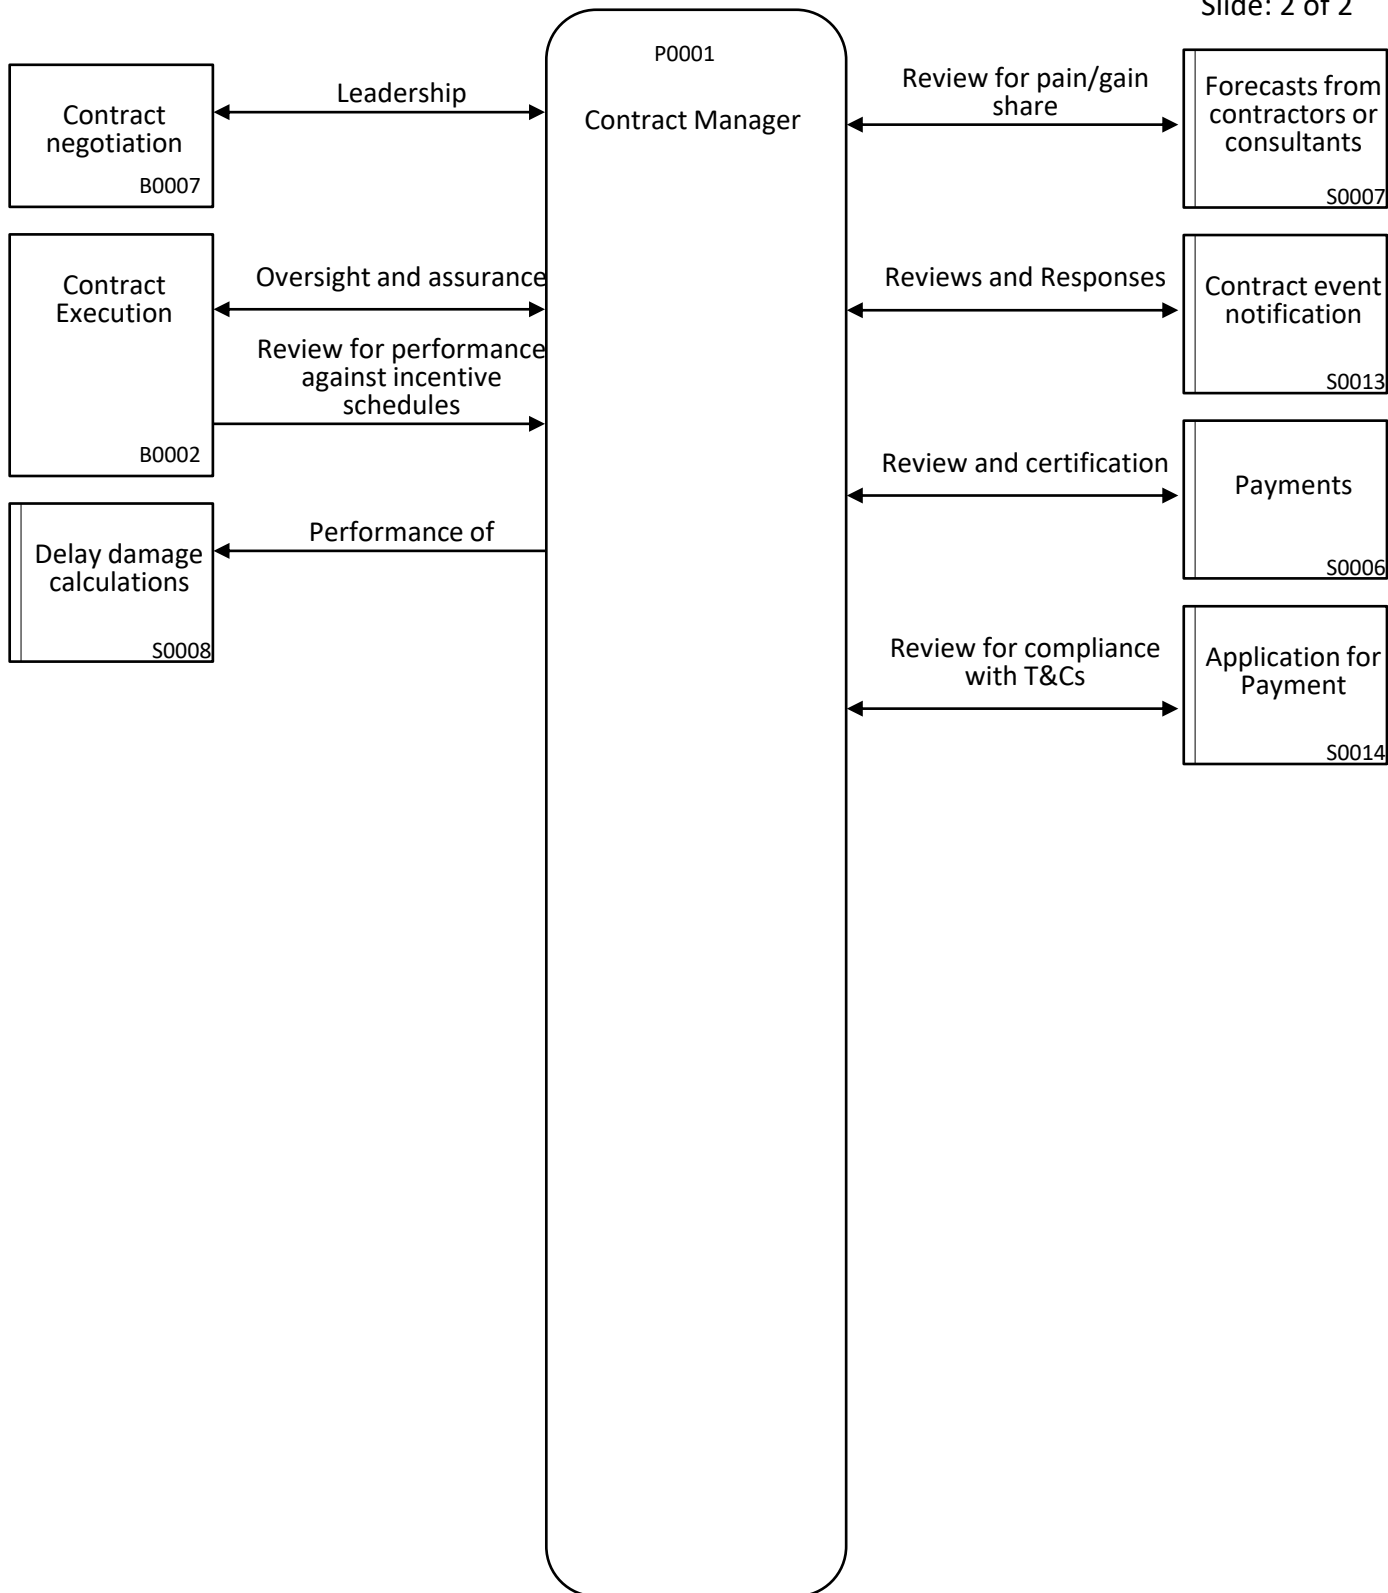 Slide: 2 of 2
P0001
Contract Manager
Contract
negotiation
B0007
Leadership
Contract
Execution
B0002
Oversight and assurance
Review for performance
against incentive
schedules
Delay damage
calculations
S0008
Performance of
Review for pain/gain
share
Forecasts from
contractors or
consultants
S0007
Reviews and Responses
Contract event
notification
S0013
Review and certification
Payments
S0006
Review for compliance
with T&Cs
Application for
Payment
S0014